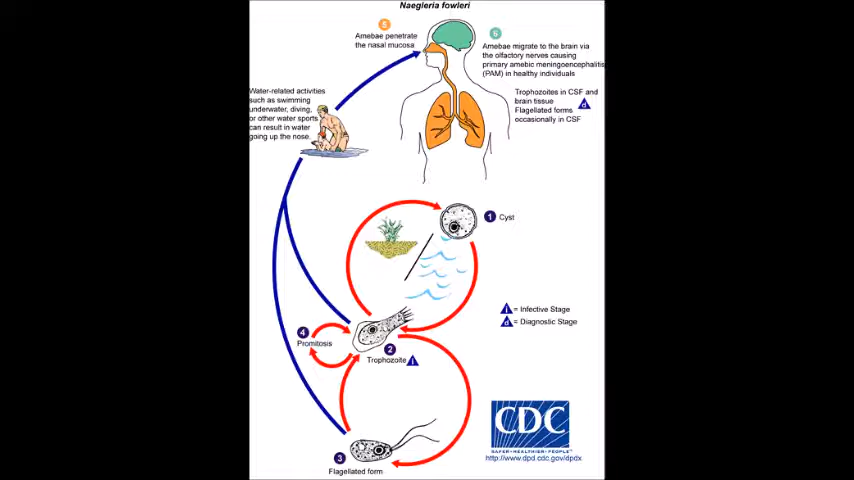 Naegleria fowleri
5
Amebae penetrate
the nasal mucosa
6
Amebae migrate to the brain via
the olfactory nerves causing
primary amebic meningoencephalitis
(PAM) in healthy individuals
Trophozoites in CSF and
brain tissue
Flagellated forms
occasionally in CSF
d
Water-related activities
such as swimming
underwater, diving,
or other water sports
can result in water
going up the nose.
1 Cyst
i = Infective Stage
d = Diagnostic Stage
4
Promitosis
2
Trophozoite i
3
Flagellated form
CDC
SAFER•HEALTHIER•PEOPLE™
http://www.dpd.cdc.gov/dpdx